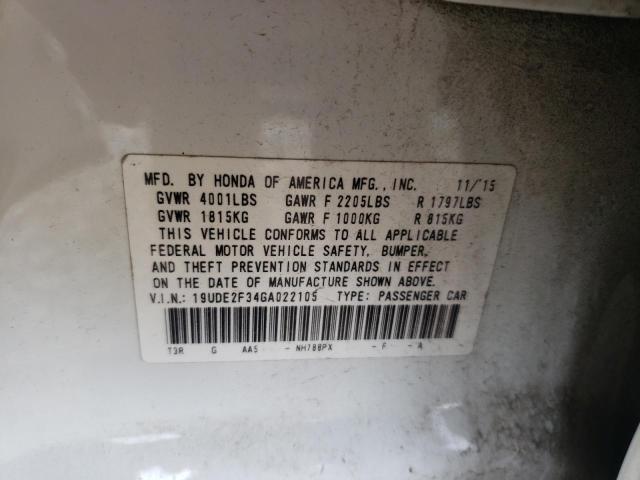 MFD. BY HONDA OF AMERICA MFG., INC. 11/'15
GVWR 4001LBS GAWR F 2205LBS R 1797LBS
GVWR 1815KG GAWR F 1000KG R 815KG
THIS VEHICLE CONFORMS TO ALL APPLICABLE
FEDERAL MOTOR VEHICLE SAFETY, BUMPER,
AND THEFT PREVENTION STANDARDS IN EFFECT
ON THE DATE OF MANUFACTURE SHOWN ABOVE.
V.I.N.: 19UDE2F34GA022105 TYPE: PASSENGER CAR
T3R G AA5 - NH788PX - F - A